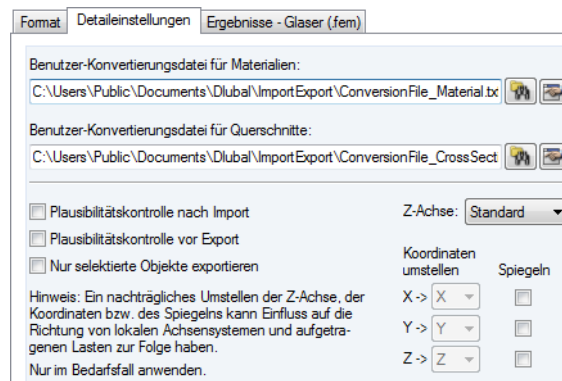 Format Detaileinstellungen Ergebnisse - Glaser (.fem)
Benutzer-Konvertierungsdatei für Materialien:
C:\Users\Public\Documents\Dlubal\ImportExport\ConversionFile_Material.tx
Benutzer-Konvertierungsdatei für Querschnitte:
C:\Users\Public\Documents\Dlubal\ImportExport\ConversionFile_CrossSect
Plausibilitätskontrolle nach Import
Plausibilitätskontrolle vor Export
Nur selektierte Objekte exportieren
Hinweis: Ein nachträgliches Umstellen der Z-Achse, der
Koordinaten bzw. des Spiegelns kann Einfluss auf die
Richtung von lokalen Achsensystemen und aufgetra-
genen Lasten zur Folge haben.
Nur im Bedarfsfall anwenden.
Z-Achse: Standard
Koordinaten
umstellen Spiegeln
X -> X
Y -> Y
Z -> Z